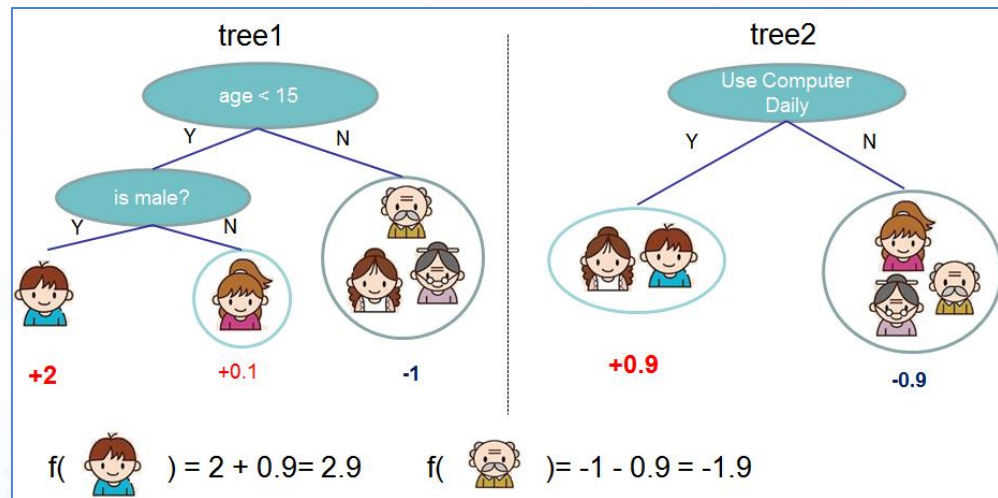 tree1
age < 15
Y
N
is male?
Y
N
+2
+0.1
-1
tree2
Use Computer
Daily
Y
N
+0.9
-0.9
f( ) = 2 + 0.9= 2.9
f( )= -1 - 0.9 = -1.9